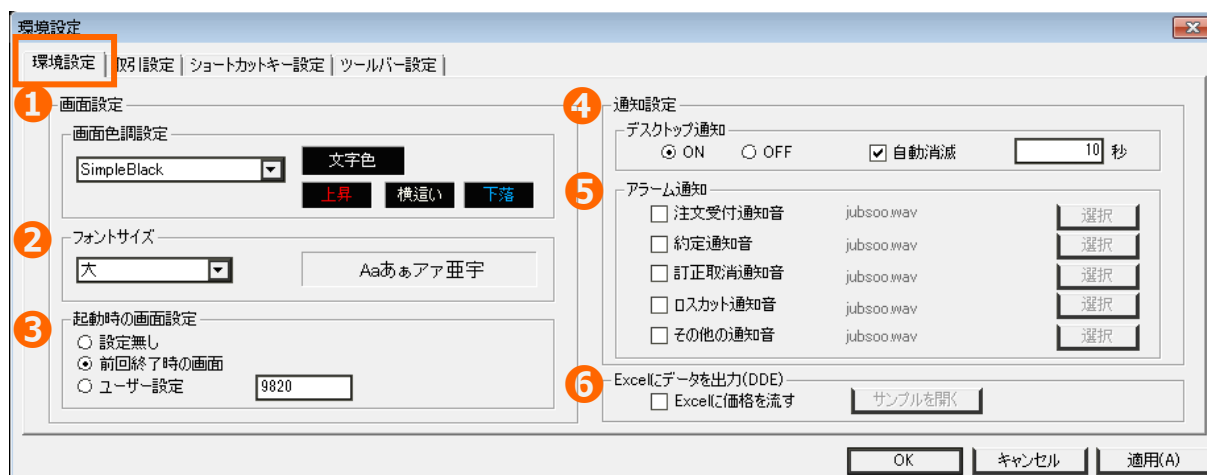 環境設定
環境設定 取引設定 ショートカットキー設定 ツールバー設定
1 画面設定
画面色調設定
SimpleBlack
文字色
上昇 横這い 下落
2 フォントサイズ
大
Aaあぁアァ亜宇
3 起動時の画面設定
設定無し
前回終了時の画面
ユーザー設定 9820
4 通知設定
デスクトップ通知
ON OFF 自動消滅 10 秒
5 アラーム通知
注文受付通知音 jubsoo.wav 選択
約定通知音 jubsoo.wav 選択
訂正取消通知音 jubsoo.wav 選択
ロスカット通知音 jubsoo.wav 選択
その他の通知音 jubsoo.wav 選択
6 Excelにデータを出力(DDE)
Excelに価格を流す サンプルを開く
OK キャンセル 適用(A)